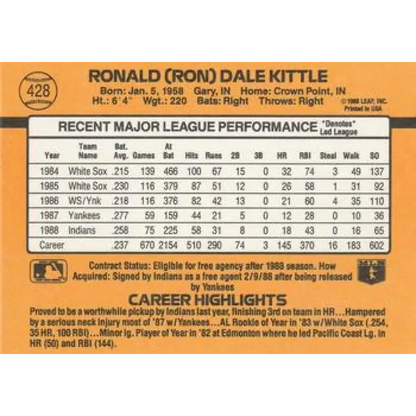 428
RONALD (RON) DALE KITTLE
Born: Jan. 5, 1958 Gary, IN Home: Crown Point, IN
Ht.: 6'4" Wgt.: 220 Bats: Right Throws: Right
©1988 LEAF, INC.
Printed in USA
RECENT MAJOR LEAGUE PERFORMANCE *Denotes* Led League
Year Team Name Bat. Avg. Games At Bat Hits Runs 2B 3B HR RBI Steal Walk SO
1984 White Sox .215 139 466 100 67 15 0 32 74 3 49 137
1985 White Sox .230 116 379 87 51 12 0 26 58 1 31 92
1986 WS/Ynk .218 116 376 82 42 13 0 21 60 4 35 110
1987 Yankees .277 59 159 44 21 5 0 12 28 0 10 36
1988 Indians .258 75 225 58 31 8 0 18 43 0 16 65
Career .237 670 2154 510 290 74 3 145 374 16 183 602
Contract Status: Eligible for free agency after 1988 season. How
Acquired: Signed by Indians as a free agent 2/9/88 after being released
by Yankees
CAREER HIGHLIGHTS
Proved to be a worthwhile pickup by Indians last year, finishing 3rd on team in HR...Hampered
by a serious neck injury most of '87 w/Yankees...AL Rookie of Year in '83 w/White Sox (.254,
35 HR, 100 RBI)...Minor lg. Player of Year in '82 at Edmonton where he led Pacific Coast Lg. in
HR (50) and RBI (144).